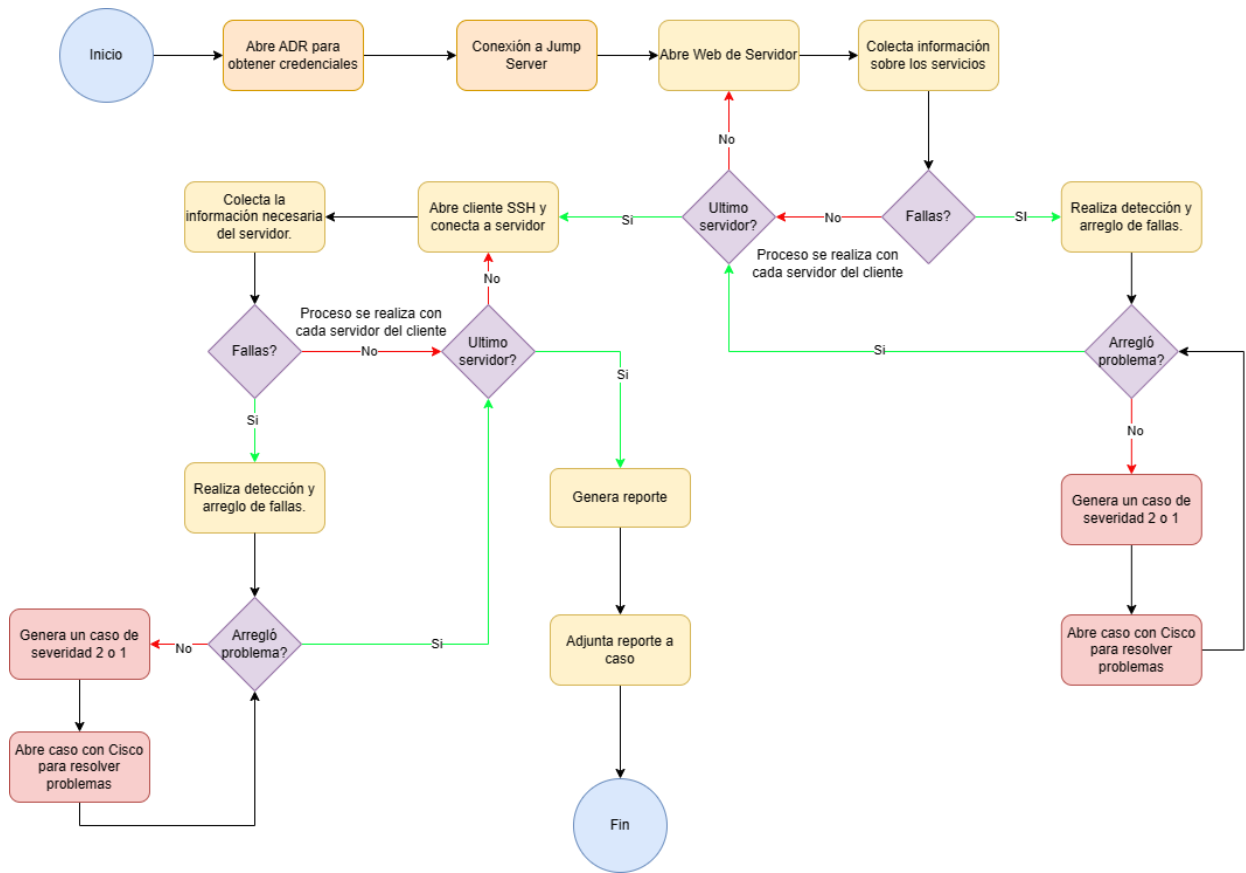 Inicio
Abre ADR para
obtener credenciales
Conexión a Jump
Server
Abre Web de Servidor
Colecta información
sobre los servicios
No
Colecta la
información necesaria
del servidor.
Abre cliente SSH y
conecta a servidor
Si
Ultimo
servidor?
No
Fallas?
SI
Realiza detección y
arreglo de fallas.
Proceso se realiza con
cada servidor del cliente
No
Proceso se realiza con
cada servidor del cliente
Fallas?
No
Ultimo
servidor?
Si
Si
Arregló
problema?
Si
No
Realiza detección y
arreglo de fallas.
Genera reporte
Genera un caso de
severidad 2 o 1
Genera un caso de
severidad 2 o 1
No
Arregló
problema?
Si
Adjunta reporte a
caso
Abre caso con Cisco
para resolver
problemas
Abre caso con Cisco
para resolver
problemas
Fin